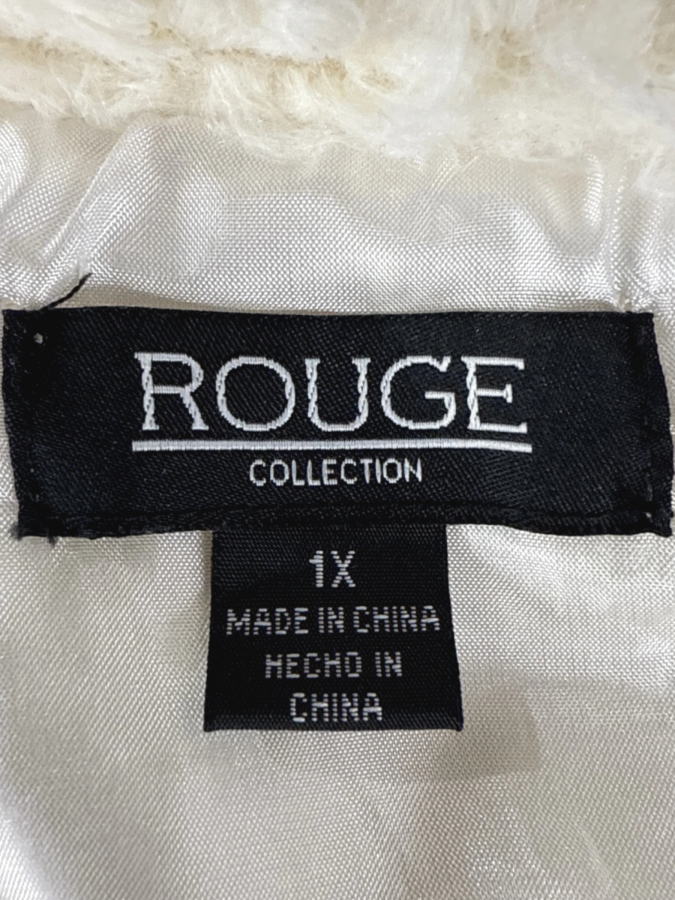 ROUGE
COLLECTION
1X
MADE IN CHINA
HECHO IN
CHINA